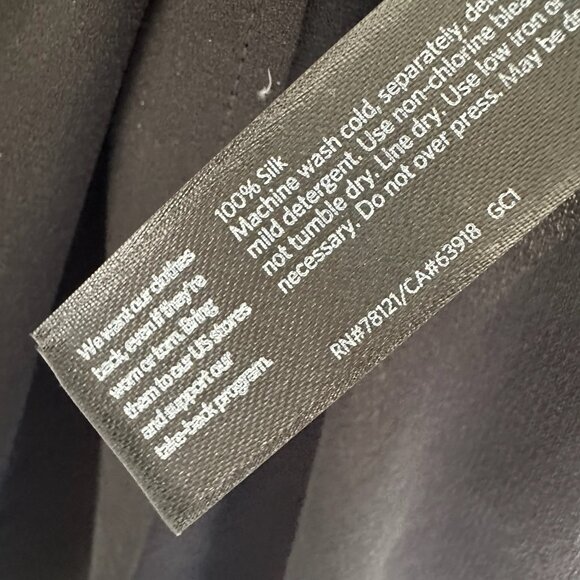 100% Silk
Machine wash cold, separately,
mild detergent. Use non-chlorine
not tumble dry. Line dry. Use low iron
necessary. Do not over press. May be
RN#78121/CA#63918 GC1
We want our clothes
back, even if they're
worn or torn. Bring
them to our US stores
and support our
take-back program.